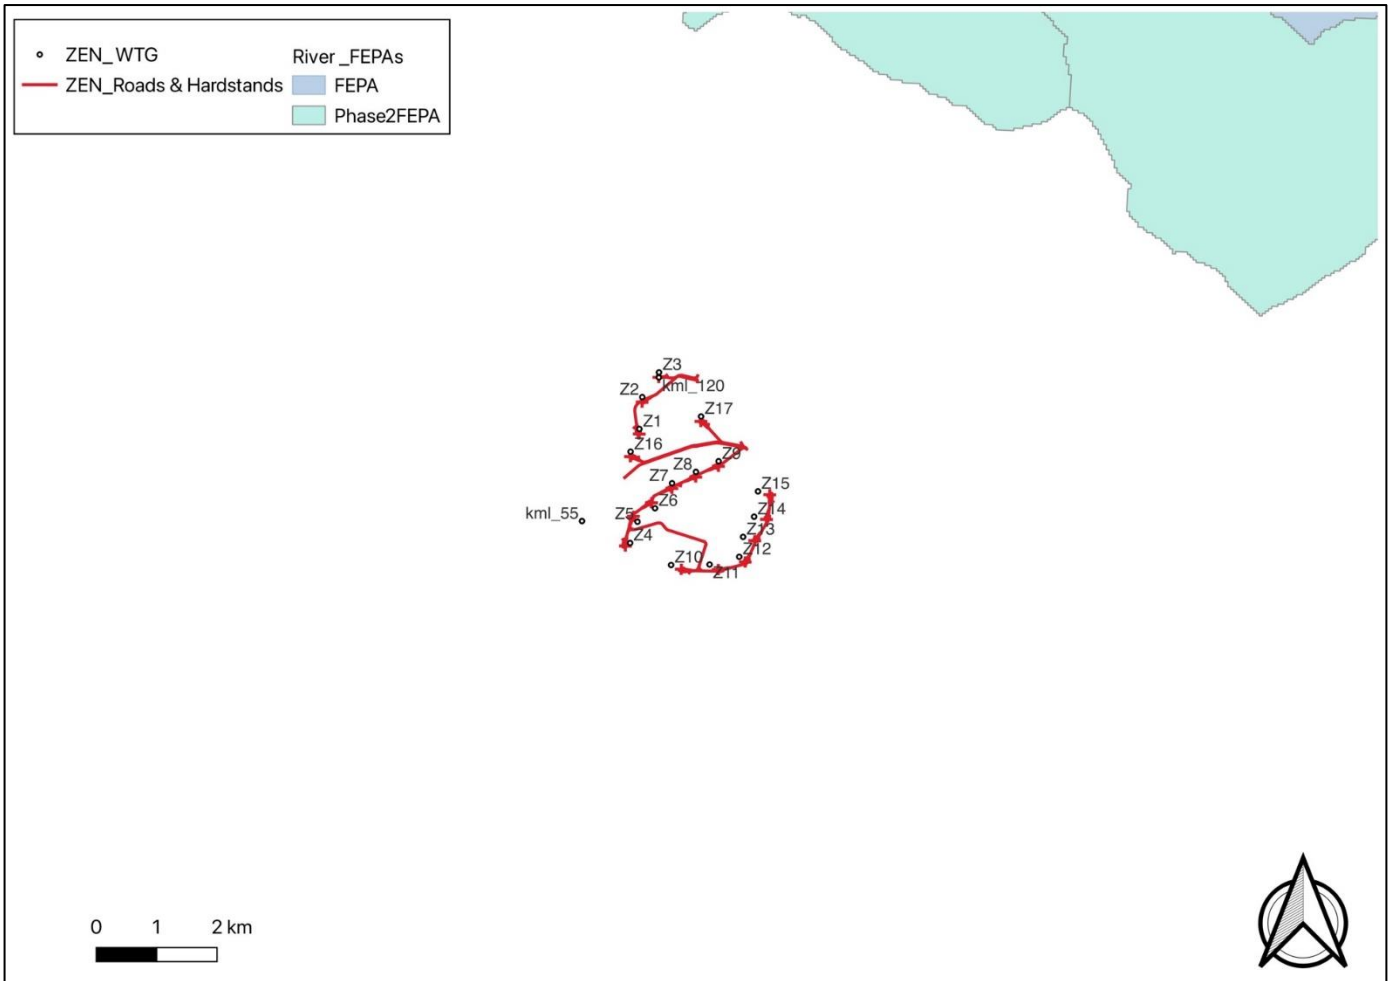 ZEN_WTG
ZEN_Roads & Hardstands
River _FEPAs
FEPA
Phase2FEPA
Z3
kml_120
Z2
Z17
Z1
Z16
Z9
Z8
Z7
Z15
Z6
kml_55
Z5
Z14
Z13
Z4
Z12
Z10
Z11
0 1 2 km